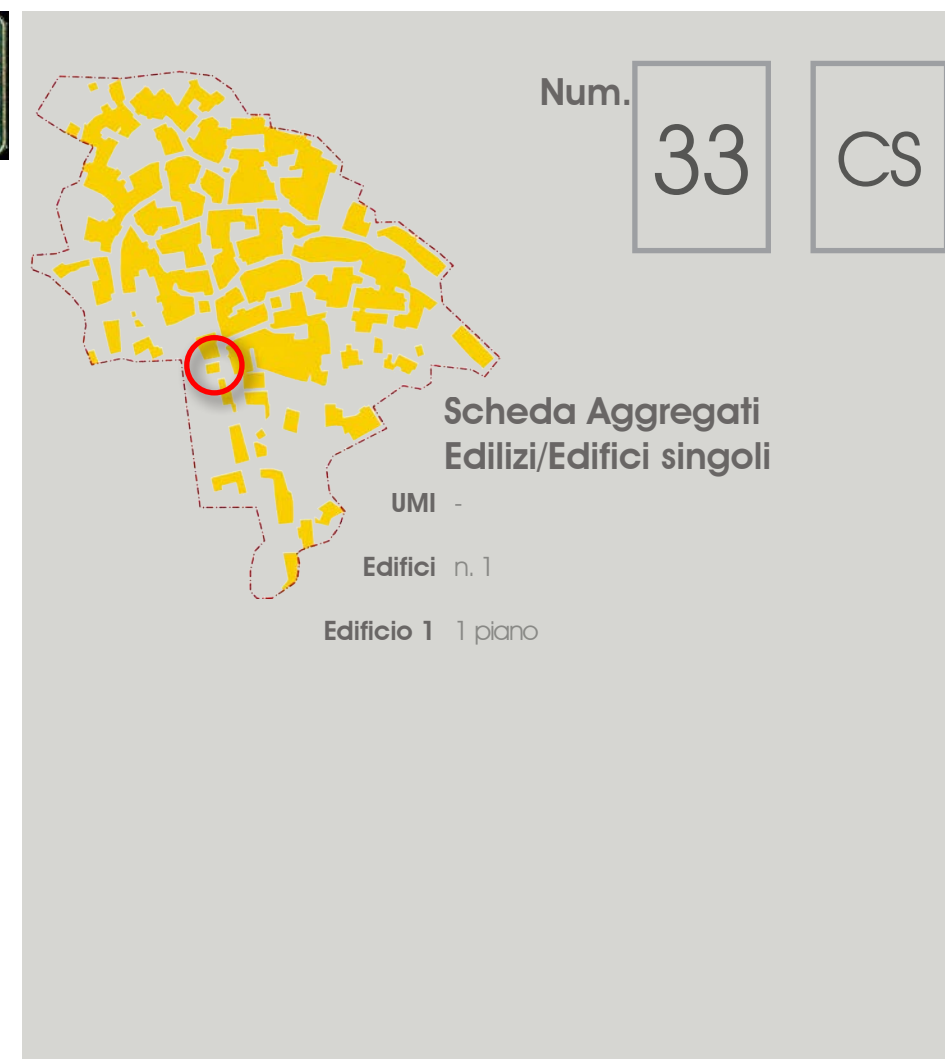 Num.
33
CS
Scheda Aggregati
Edilizi/Edifici singoli
UMI -
Edifici n. 1
Edificio 1 1 piano